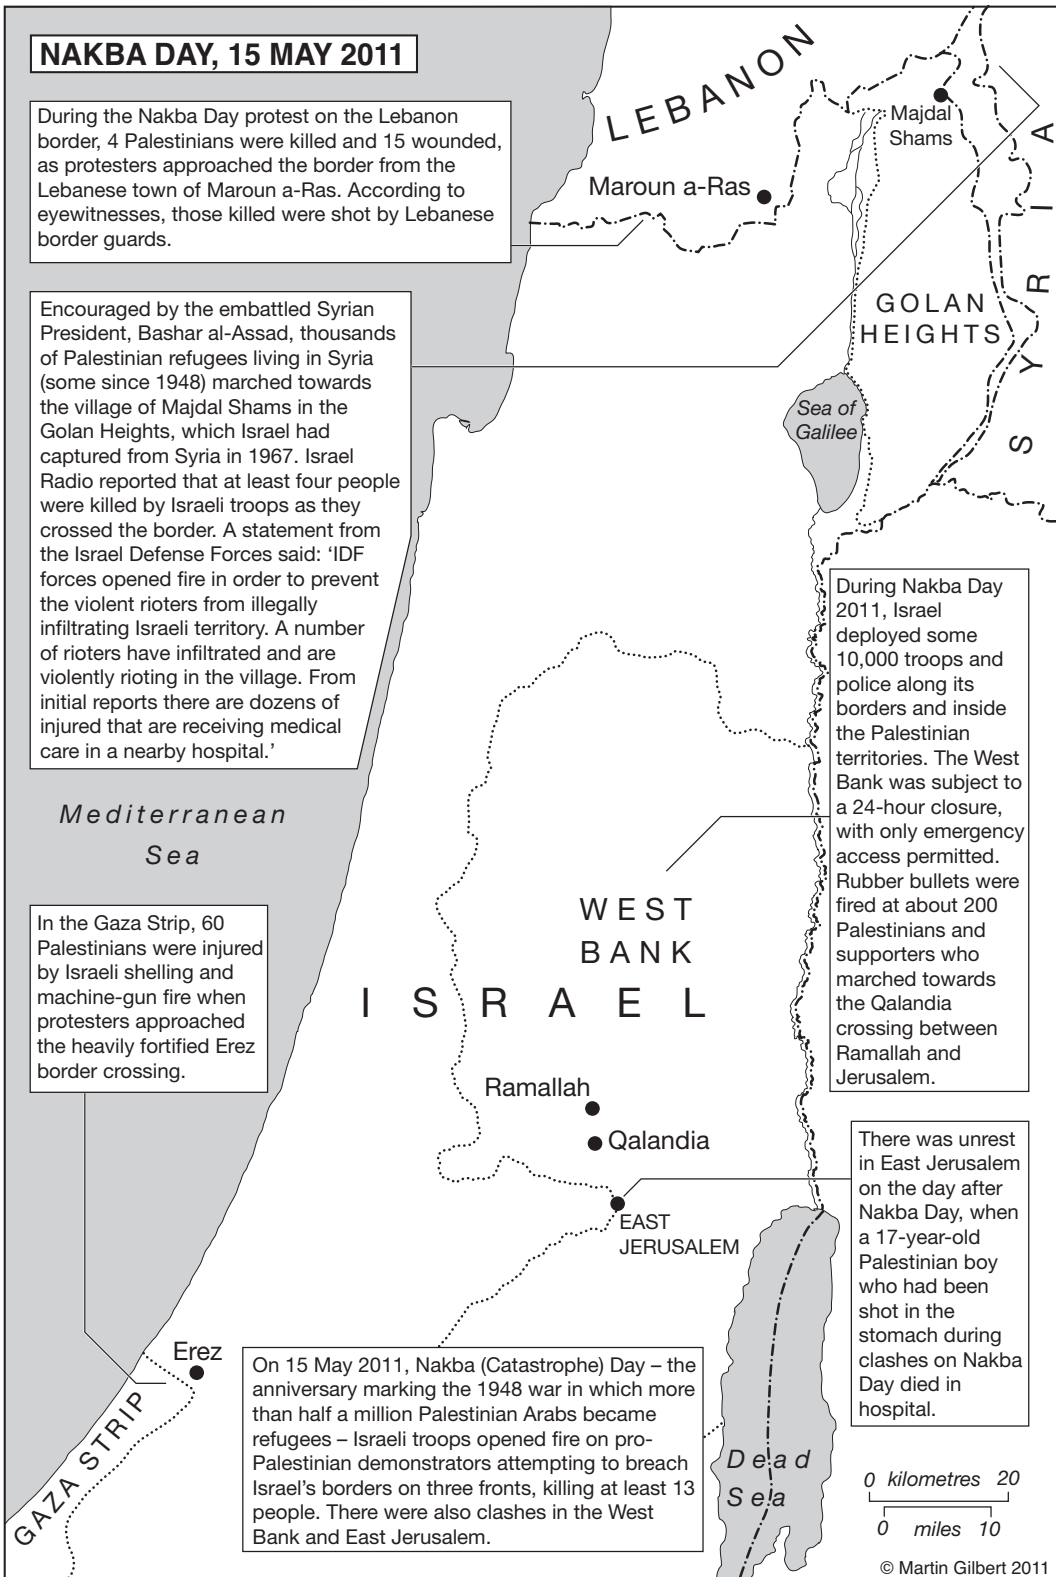 NAKBA DAY, 15 MAY 2011
During the Nakba Day protest on the Lebanon
border, 4 Palestinians were killed and 15 wounded,
as protesters approached the border from the
Lebanese town of Maroun a-Ras. According to
eyewitnesses, those killed were shot by Lebanese
border guards.
LEBANON
Majdal
Shams
Maroun a-Ras
SYRIA
GOLAN
HEIGHTS
Sea of
Galilee
Encouraged by the embattled Syrian
President, Bashar al-Assad, thousands
of Palestinian refugees living in Syria
(some since 1948) marched towards
the village of Majdal Shams in the
Golan Heights, which Israel had
captured from Syria in 1967. Israel
Radio reported that at least four people
were killed by Israeli troops as they
crossed the border. A statement from
the Israel Defense Forces said: ‘IDF
forces opened fire in order to prevent
the violent rioters from illegally
infiltrating Israeli territory. A number
of rioters have infiltrated and are
violently rioting in the village. From
initial reports there are dozens of
injured that are receiving medical
care in a nearby hospital.’
During Nakba Day
2011, Israel
deployed some
10,000 troops and
police along its
borders and inside
the Palestinian
territories. The West
Bank was subject to
a 24-hour closure,
with only emergency
access permitted.
Rubber bullets were
fired at about 200
Palestinians and
supporters who
marched towards
the Qalandia
crossing between
Ramallah and
Jerusalem.
Mediterranean
Sea
WEST
BANK
ISRAEL
In the Gaza Strip, 60
Palestinians were injured
by Israeli shelling and
machine-gun fire when
protesters approached
the heavily fortified Erez
border crossing.
Ramallah
Qalandia
EAST
JERUSALEM
There was unrest
in East Jerusalem
on the day after
Nakba Day, when
a 17-year-old
Palestinian boy
who had been
shot in the
stomach during
clashes on Nakba
Day died in
hospital.
Erez
GAZA STRIP
On 15 May 2011, Nakba (Catastrophe) Day – the
anniversary marking the 1948 war in which more
than half a million Palestinian Arabs became
refugees – Israeli troops opened fire on pro-
Palestinian demonstrators attempting to breach
Israel’s borders on three fronts, killing at least 13
people. There were also clashes in the West
Bank and East Jerusalem.
Dead
Sea
0 kilometres 20
0 miles 10
© Martin Gilbert 2011